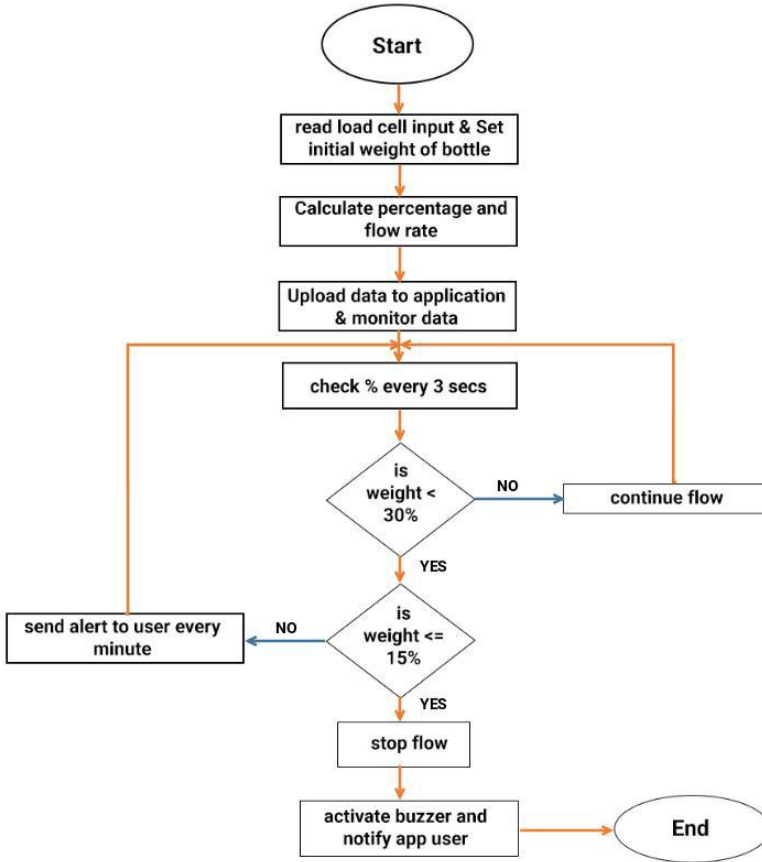 Start
read load cell input & Set
initial weight of bottle
Calculate percentage and
flow rate
Upload data to application
& monitor data
check % every 3 secs
is
weight <
30%
NO
continue flow
YES
is
weight <=
15%
NO
send alert to user every
minute
YES
stop flow
activate buzzer and
notify app user
End